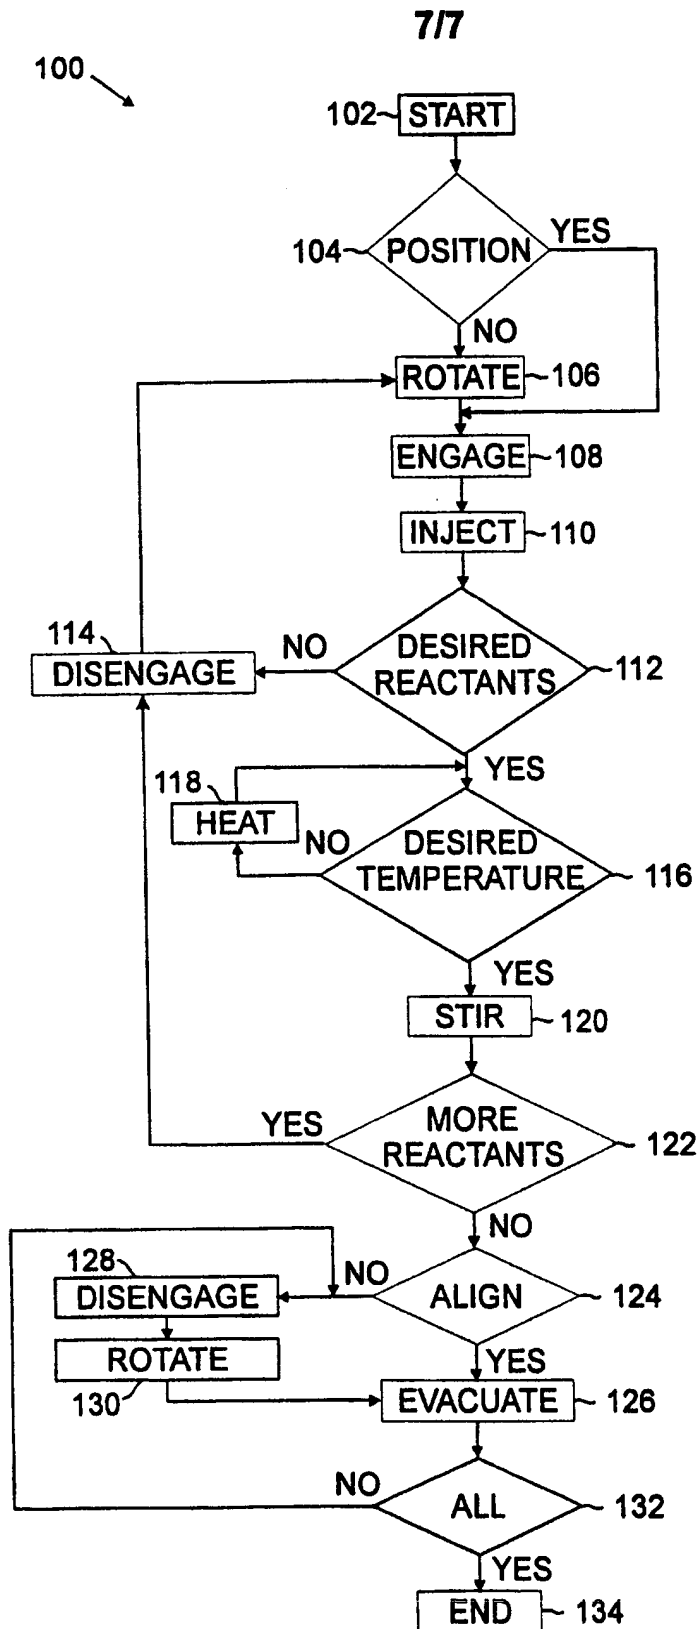 7/7
100
102 START
104 POSITION YES
NO
ROTATE 106
ENGAGE 108
INJECT 110
114
DISENGAGE
NO
DESIRED
REACTANTS
112
YES
118
HEAT
NO
DESIRED
TEMPERATURE
116
YES
STIR 120
YES
MORE
REACTANTS
122
NO
128
DISENGAGE
NO
ALIGN
124
ROTATE
130
YES
EVACUATE 126
NO
ALL
132
YES
END 134